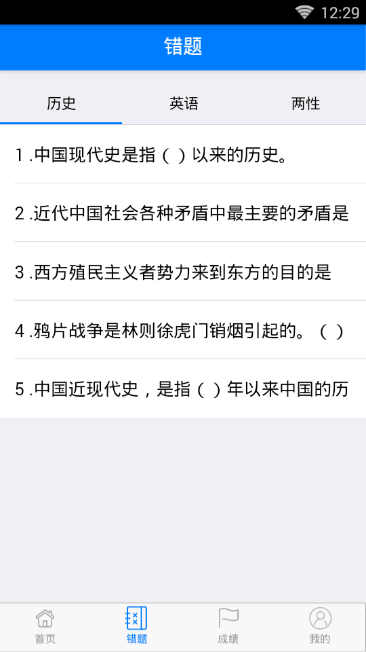 12:29
错题
历史 英语 两性
1 .中国现代史是指（ ）以来的历史。
2 .近代中国社会各种矛盾中最主要的矛盾是
3 .西方殖民主义者势力来到东方的目的是
4 .鸦片战争是林则徐虎门销烟引起的。（ ）
5 .中国近现代史，是指（ ）年以来中国的历
首页 错题 成绩 我的